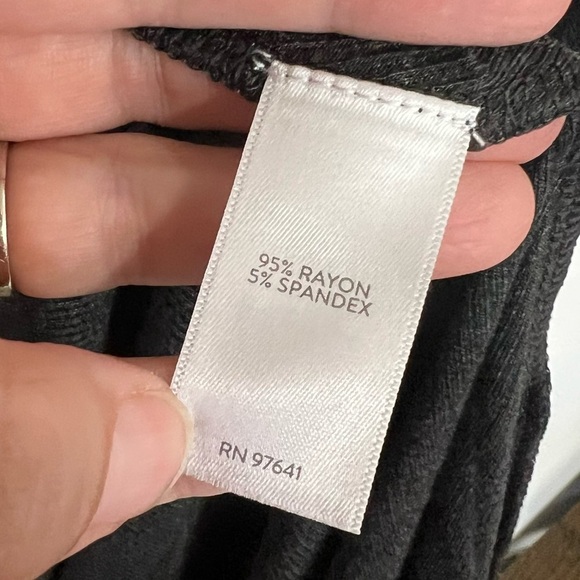 95% RAYON
5% SPANDEX
RN 97641